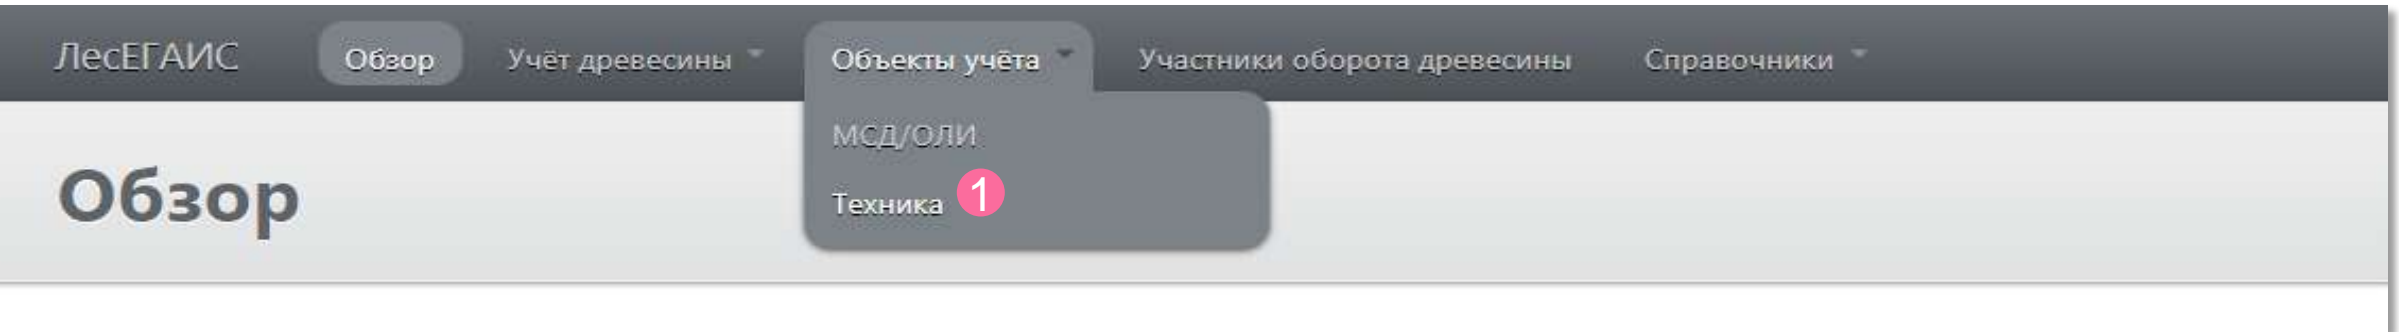 ЛесЕГАИС Обзор Учёт древесины Объекты учёта Участники оборота древесины Справочники
МСД/ОЛИ
Обзор
Техника 1